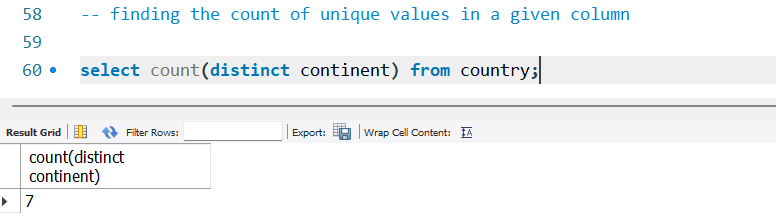 58 -- finding the count of unique values in a given column
59
60 select count(distinct continent) from country;
Result Grid Filter Rows: Export: Wrap Cell Content: IA
count(distinct
continent)
7